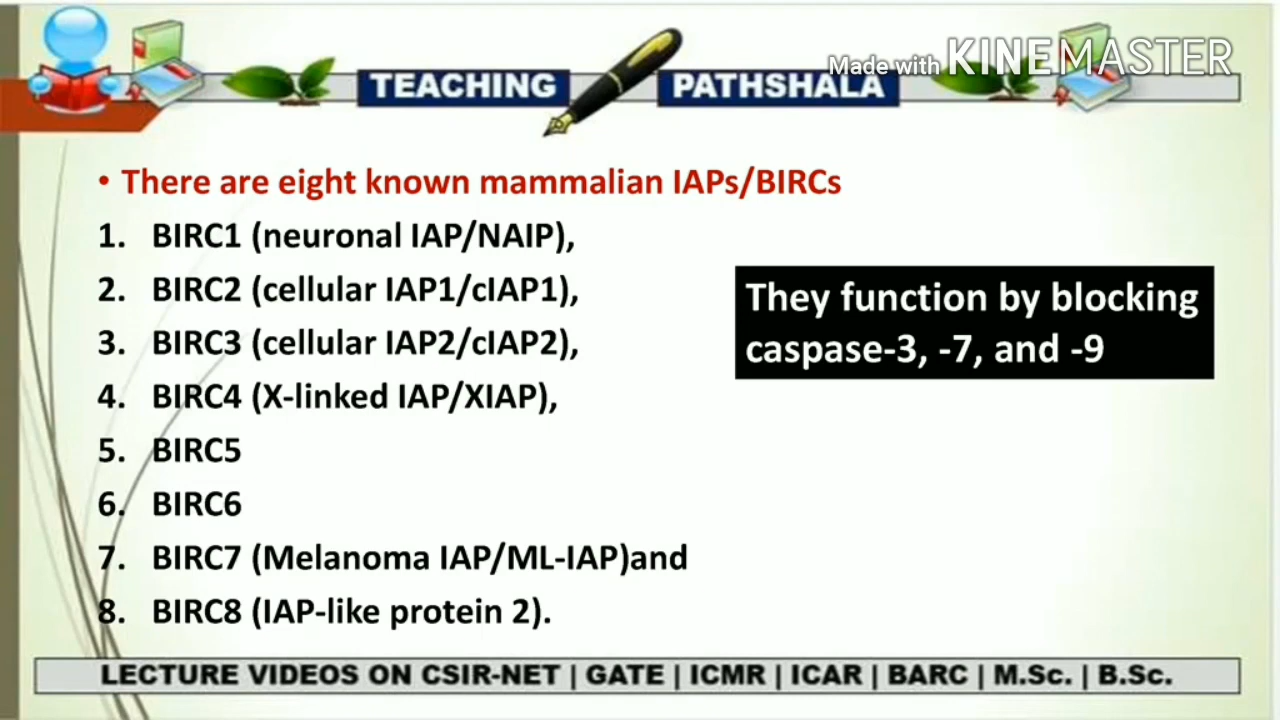 Made with KINEMASTER
TEACHING PATHSHALA
• There are eight known mammalian IAPs/BIRCs
1. BIRC1 (neuronal IAP/NAIP),
2. BIRC2 (cellular IAP1/cIAP1),
3. BIRC3 (cellular IAP2/cIAP2),
4. BIRC4 (X-linked IAP/XIAP),
5. BIRC5
6. BIRC6
7. BIRC7 (Melanoma IAP/ML-IAP)and
8. BIRC8 (IAP-like protein 2).
They function by blocking
caspase-3, -7, and -9
LECTURE VIDEOS ON CSIR-NET | GATE | ICMR | ICAR | BARC | M.Sc. | B.Sc.